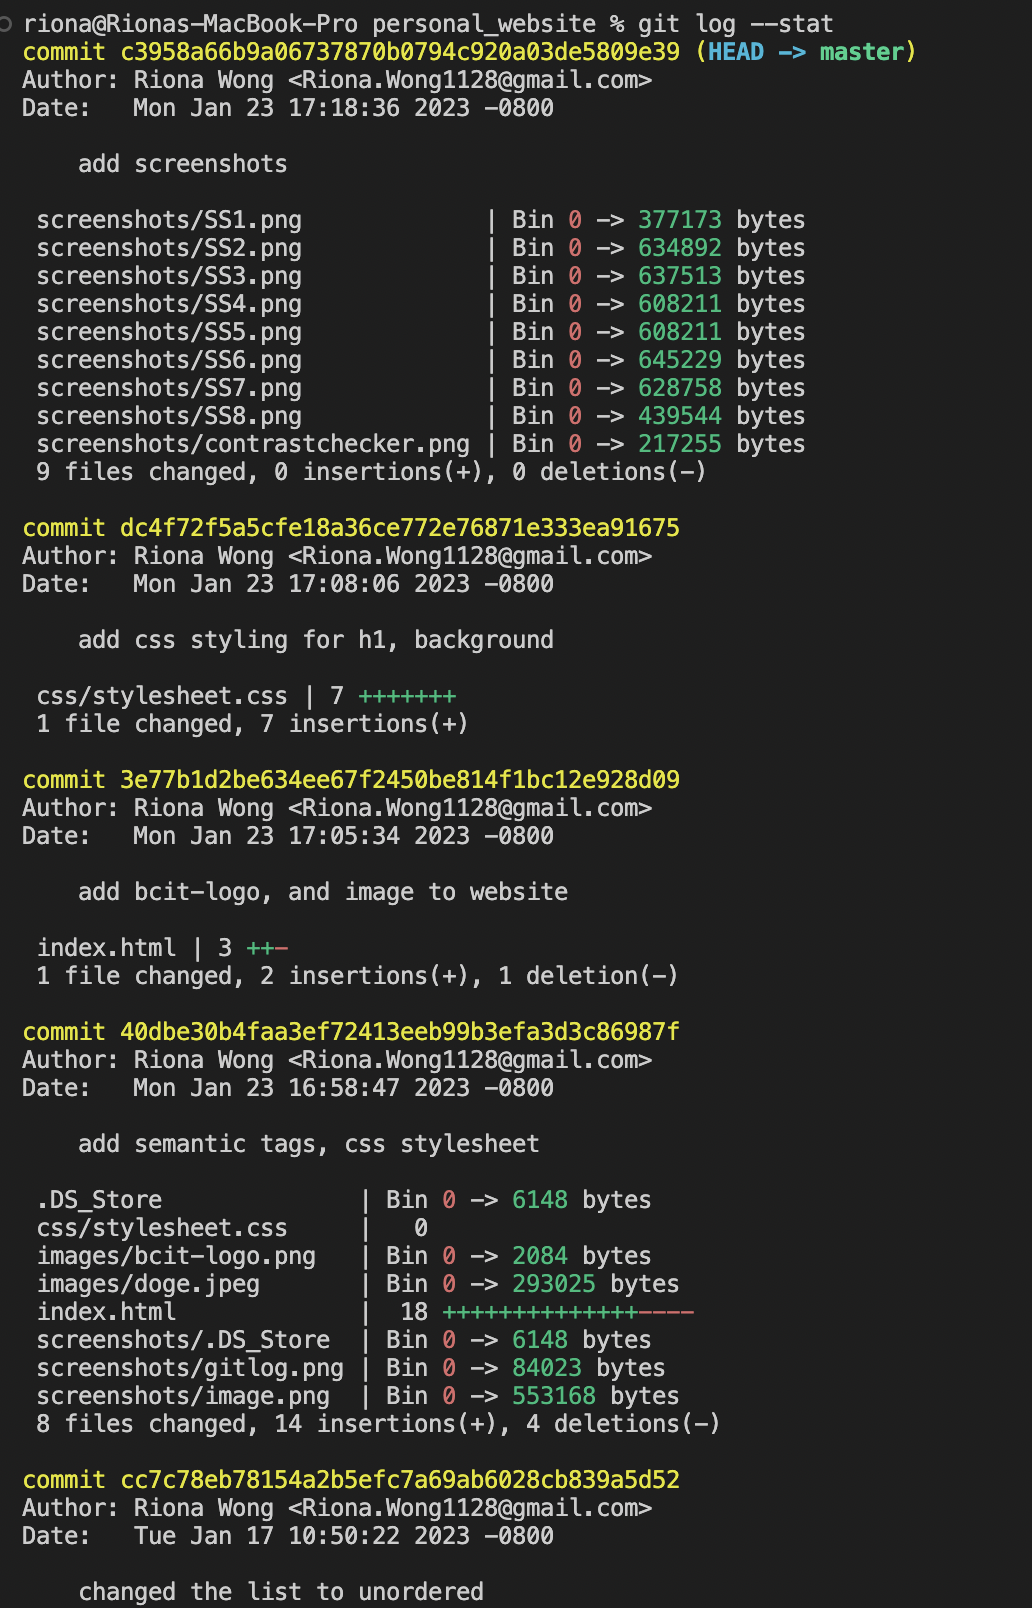 riona@Rionas-MacBook-Pro personal_website % git log --stat
commit c3958a66b9a06737870b0794c920a03de5809e39 (HEAD -> master)
Author: Riona Wong <Riona.Wong1128@gmail.com>
Date:   Mon Jan 23 17:18:36 2023 -0800
add screenshots
screenshots/SS1.png             | Bin 0 -> 377173 bytes
screenshots/SS2.png             | Bin 0 -> 634892 bytes
screenshots/SS3.png             | Bin 0 -> 637513 bytes
screenshots/SS4.png             | Bin 0 -> 608211 bytes
screenshots/SS5.png             | Bin 0 -> 608211 bytes
screenshots/SS6.png             | Bin 0 -> 645229 bytes
screenshots/SS7.png             | Bin 0 -> 628758 bytes
screenshots/SS8.png             | Bin 0 -> 439544 bytes
screenshots/contrastchecker.png | Bin 0 -> 217255 bytes
9 files changed, 0 insertions(+), 0 deletions(-)
commit dc4f72f5a5cfe18a36ce772e76871e333ea91675
Author: Riona Wong <Riona.Wong1128@gmail.com>
Date:   Mon Jan 23 17:08:06 2023 -0800
add css styling for h1, background
css/stylesheet.css | 7 +++++++
1 file changed, 7 insertions(+)
commit 3e77b1d2be634ee67f2450be814f1bc12e928d09
Author: Riona Wong <Riona.Wong1128@gmail.com>
Date:   Mon Jan 23 17:05:34 2023 -0800
add bcit-logo, and image to website
index.html | 3 ++-
1 file changed, 2 insertions(+), 1 deletion(-)
commit 40dbe30b4faa3ef72413eeb99b3efa3d3c86987f
Author: Riona Wong <Riona.Wong1128@gmail.com>
Date:   Mon Jan 23 16:58:47 2023 -0800
add semantic tags, css stylesheet
.DS_Store              | Bin 0 -> 6148 bytes
css/stylesheet.css     |   0
images/bcit-logo.png   | Bin 0 -> 2084 bytes
images/doge.jpeg       | Bin 0 -> 293025 bytes
index.html             |  18 ++++++++++++++----
screenshots/.DS_Store  | Bin 0 -> 6148 bytes
screenshots/gitlog.png | Bin 0 -> 84023 bytes
screenshots/image.png  | Bin 0 -> 553168 bytes
8 files changed, 14 insertions(+), 4 deletions(-)
commit cc7c78eb78154a2b5efc7a69ab6028cb839a5d52
Author: Riona Wong <Riona.Wong1128@gmail.com>
Date:   Tue Jan 17 10:50:22 2023 -0800
changed the list to unordered